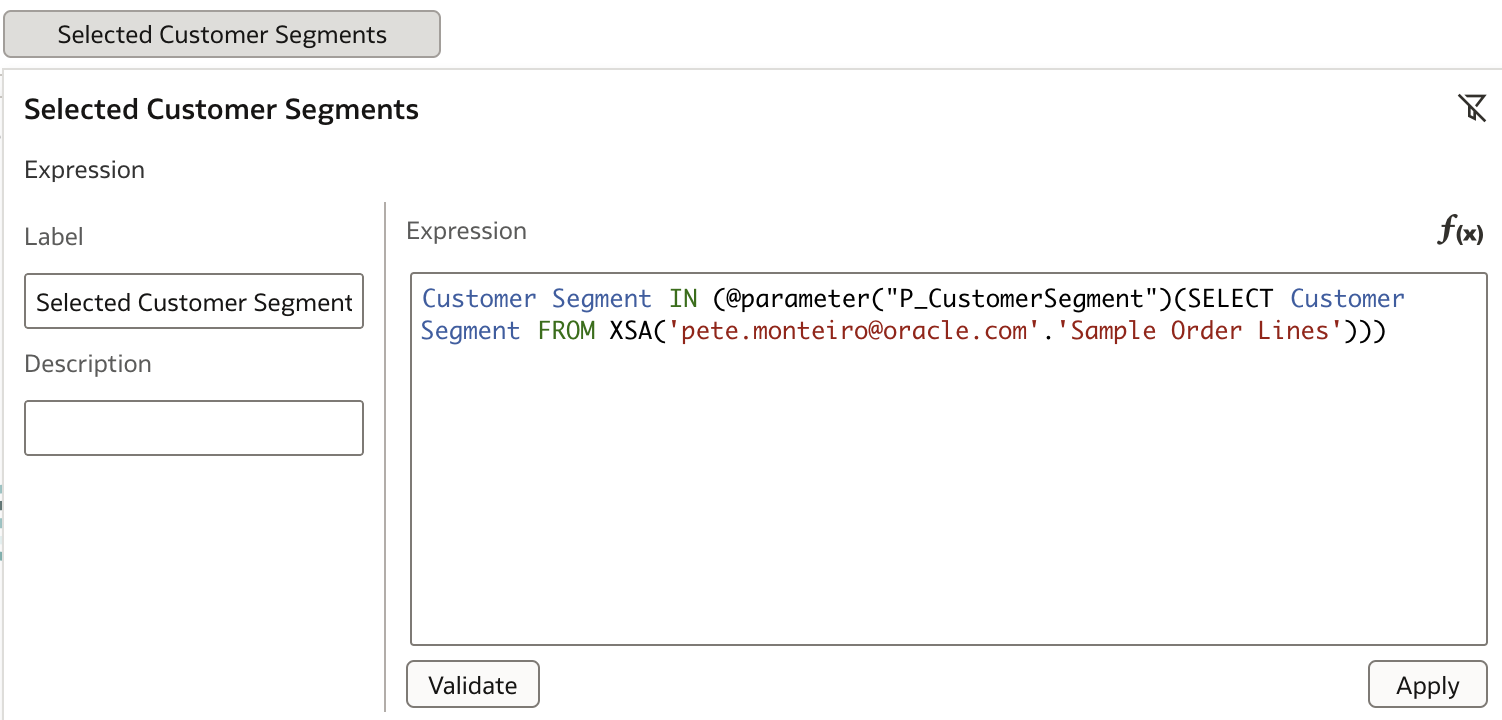 Selected Customer Segments
Selected Customer Segments
Expression
Label
Selected Customer Segment
Description
Expression
f(x)
Customer Segment IN (@parameter("P_CustomerSegment")(SELECT Customer
Segment FROM XSA('pete.monteiro@oracle.com'.'Sample Order Lines')))
Validate
Apply